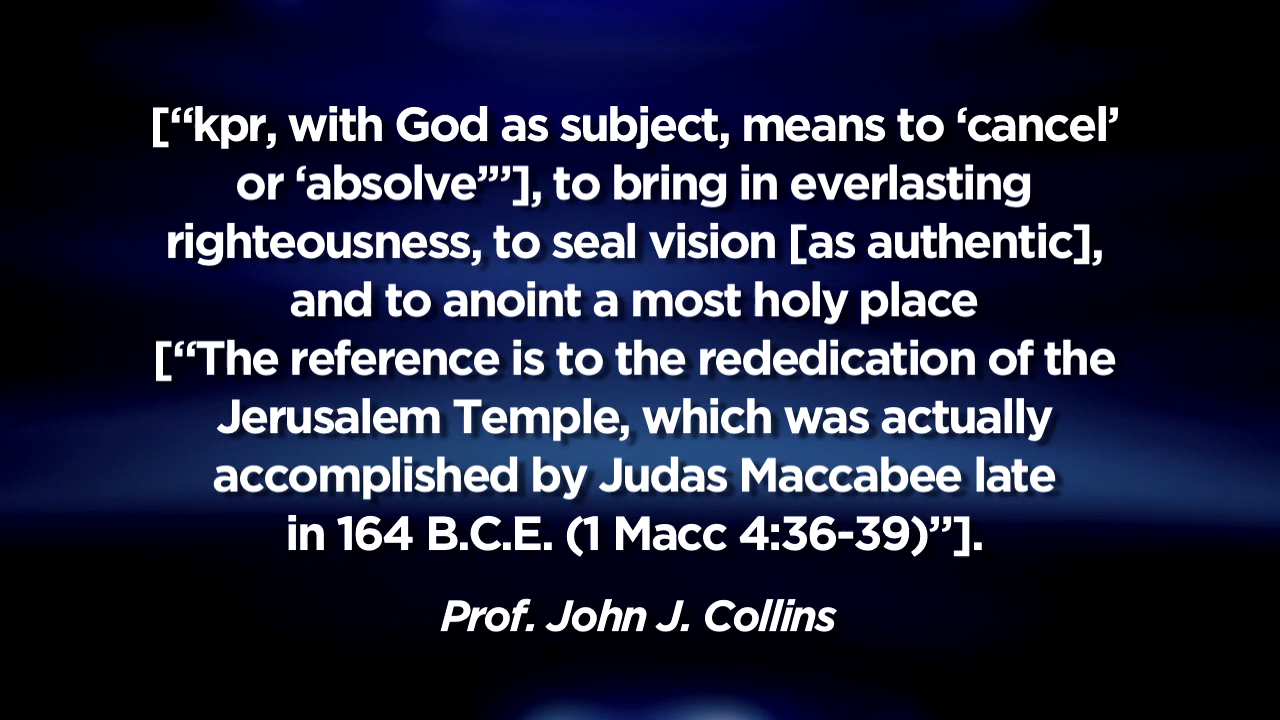 [“kpr, with God as subject, means to ‘cancel’
or ‘absolve’”], to bring in everlasting
righteousness, to seal vision [as authentic],
and to anoint a most holy place
[“The reference is to the rededication of the
Jerusalem Temple, which was actually
accomplished by Judas Maccabee late
in 164 B.C.E. (1 Macc 4:36-39)”].
Prof. John J. Collins